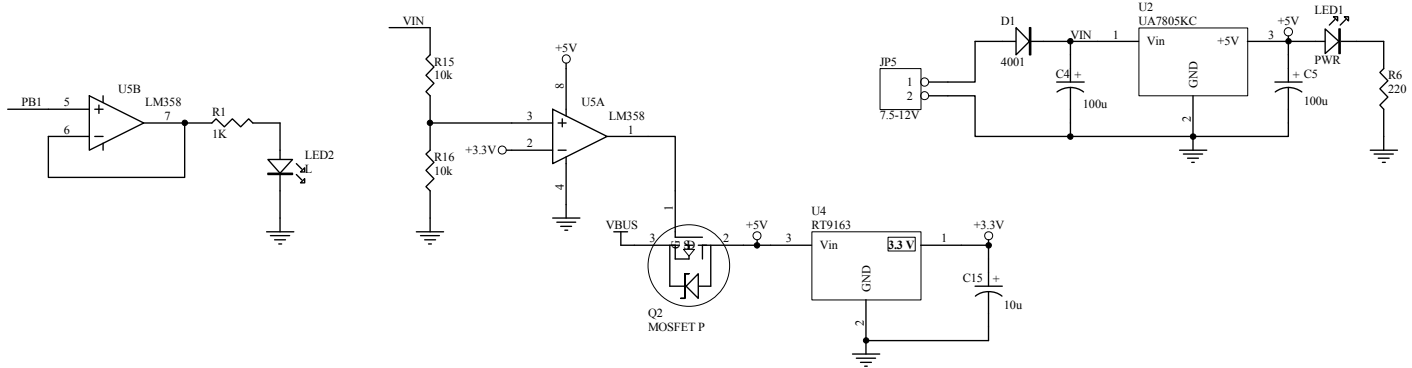 PB1
5
6
U5B
LM358
7
R1
1K
LED2
L
VIN
R15
10k
R16
10k
+3.3V
3
2
+5V
8
U5A
LM358
1
4
VBUS
1
3
G
2
Q2
MOSFET P
+5V
3
U4
RT9163
Vin
3.3 V
GND
2
1
+3.3V
C15
+
10u
JP5
1
2
7.5-12V
D1
4001
VIN
C4
+
100u
1
U2
UA7805KC
Vin
+5V
GND
2
3
+5V
C5
+
100u
LED1
PWR
R6
220